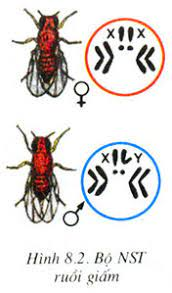 X X
♀
X Y
♂
Hình 8.2. Bộ NST
ruồi giấm